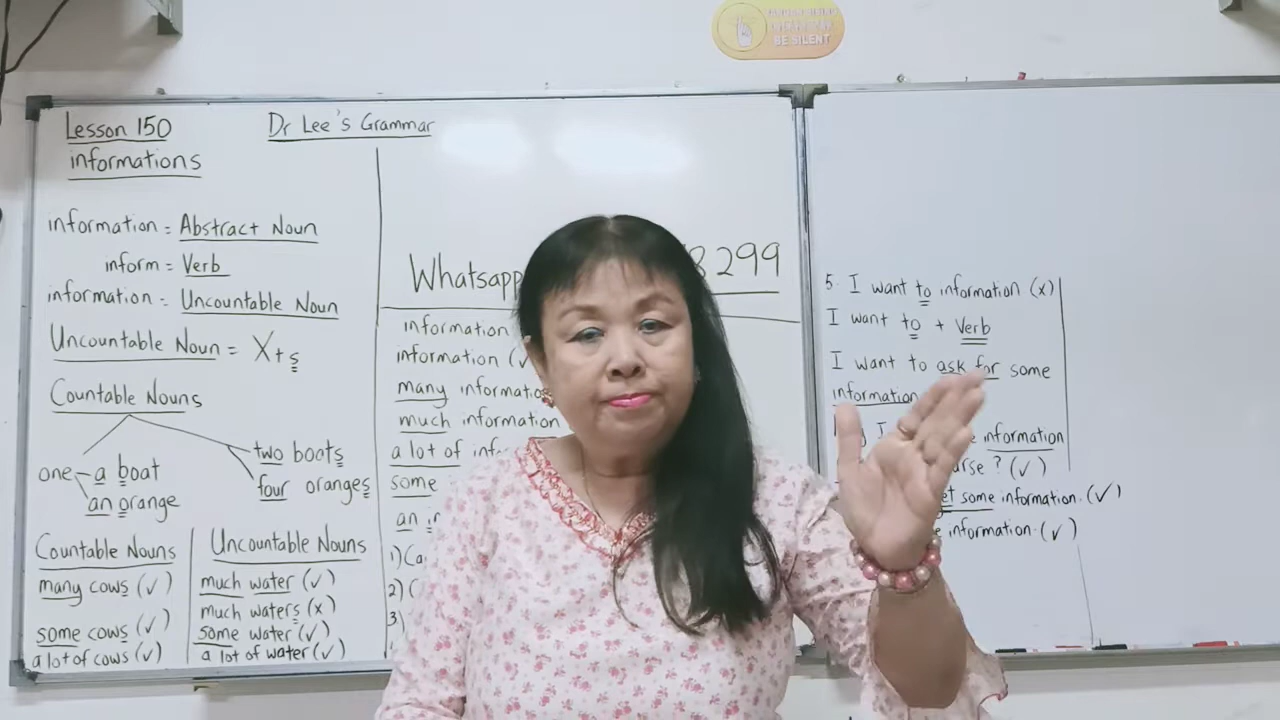 BE SILENT
Lesson 150
Dr Lee's Grammar
informations
information = Abstract Noun
inform = Verb
information = Uncountable Noun
Uncountable Noun = X + s
Countable Nouns
one
a boat
an orange
two boats
four oranges
Countable Nouns
many cows (✓)
some cows (✓)
a lot of cows (✓)
Uncountable Nouns
much water (✓)
much waters (x)
some water (✓)
a lot of water (✓)
Whatsapp
8299
information
information (✓
many information
much information
a lot of
some
an
1)
2)
3)
5. I want to information (x)
I want to + Verb
I want to ask for some
information
I
information
? (✓)
some information. (✓)
information. (✓)